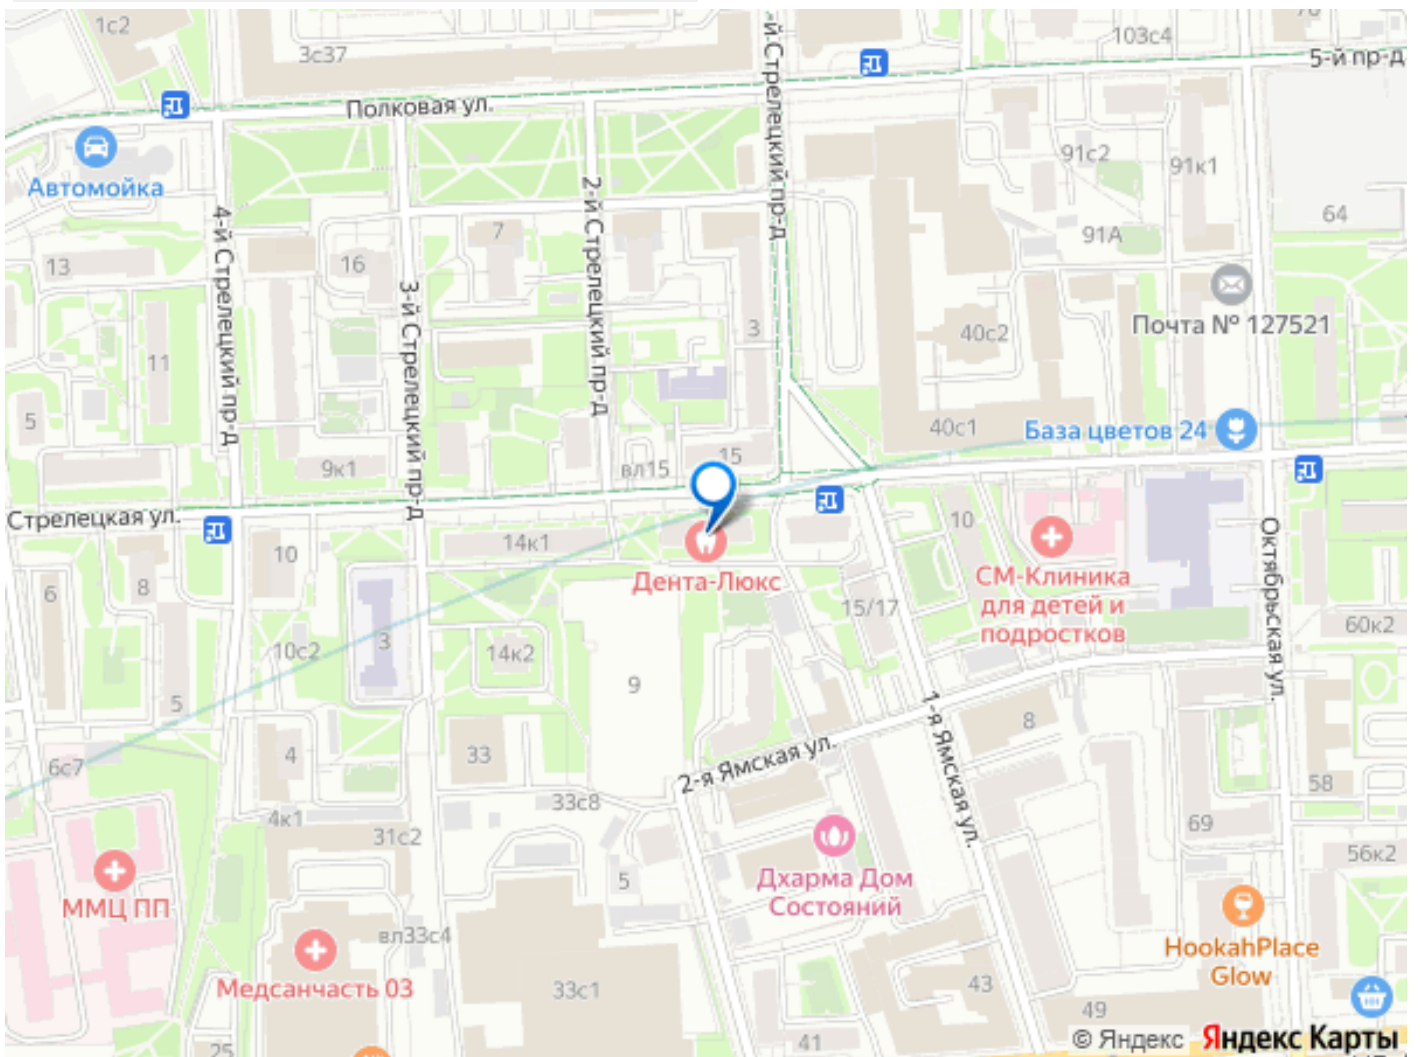 1с2
3с37
103с4
5-й пр-д
Полковая ул.
-й Стрелецкий пр-д
Автомойка
91с2
91к1
2-й Стрелецкий пр-д
4-й Стрелецкий пр-д
64
7
91А
13
16
3-й Стрелецкий пр-д
3
40с2
Почта № 127521
11
5
40с1
База цветов 24
9к1
вл15
15
Стрелецкая ул.
14к1
10
10
8
6
Дента-Люкс
СМ-Клиника
для детей и
подростков
Октябрьская ул.
15/17
60к2
10с2
3
14к2
9
5
1-я Ямская ул.
8
4
33
2-я Ямская ул.
6с7
58
33с8
4к1
31с2
69
56к2
5
Дхарма Дом
Состояний
ММЦ ПП
вл33с4
HookahPlace
Glow
Медсанчасть 03
33с1
43
49
41
25
© Яндекс Яндекс Карты